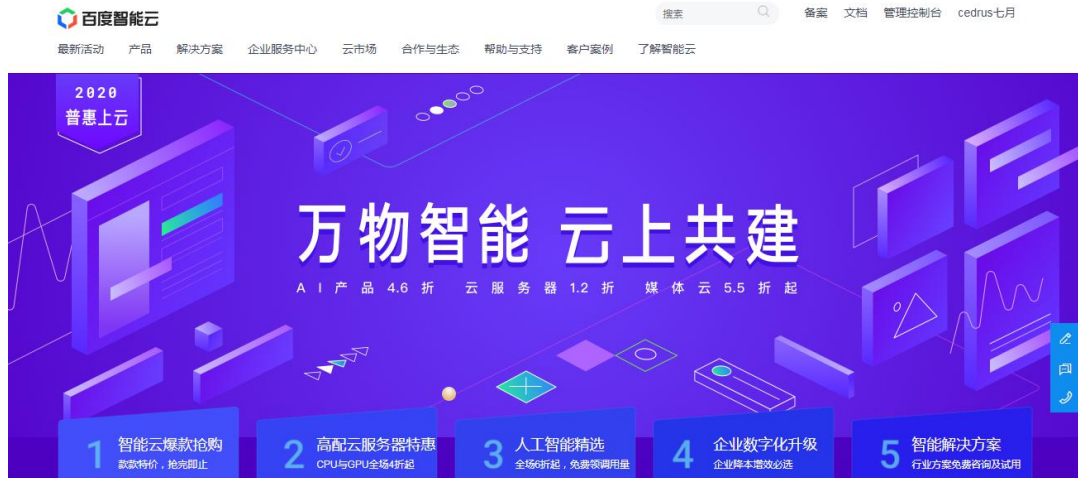 百度智能云
搜索
备案 文档 管理控制台 cedrus七月
最新活动 产品 解决方案 企业服务中心 云市场 合作与生态 帮助与支持 客户案例 了解智能云
2020
普惠上云
万物智能 云上共建
AI产品 4.6 折 云服务器 1.2 折 媒体云 5.5 折起
1 智能云爆款抢购
款款特价，抢完即止
2 高配云服务器特惠
CPU与GPU全场4折起
3 人工智能精选
全场6折起，免费领调用量
4 企业数字化升级
企业降本增效必选
5 智能解决方案
行业方案免费咨询及试用